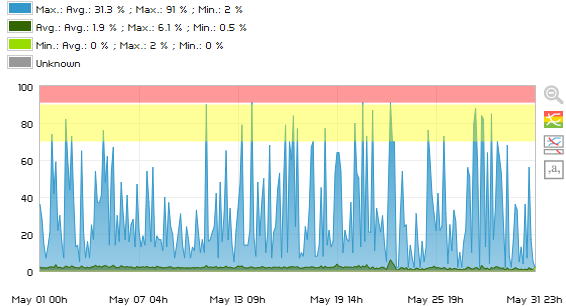 Max.: Avg.: 31.3 % ; Max.: 91 % ; Min.: 2 %
Avg.: Avg.: 1.9 % ; Max.: 6.1 % ; Min.: 0.5 %
Min.: Avg.: 0 % ; Max.: 2 % ; Min.: 0 %
Unknown
100
80
60
40
20
0
May 01 00h May 07 04h May 13 09h May 19 14h May 25 19h May 31 23h
,a,